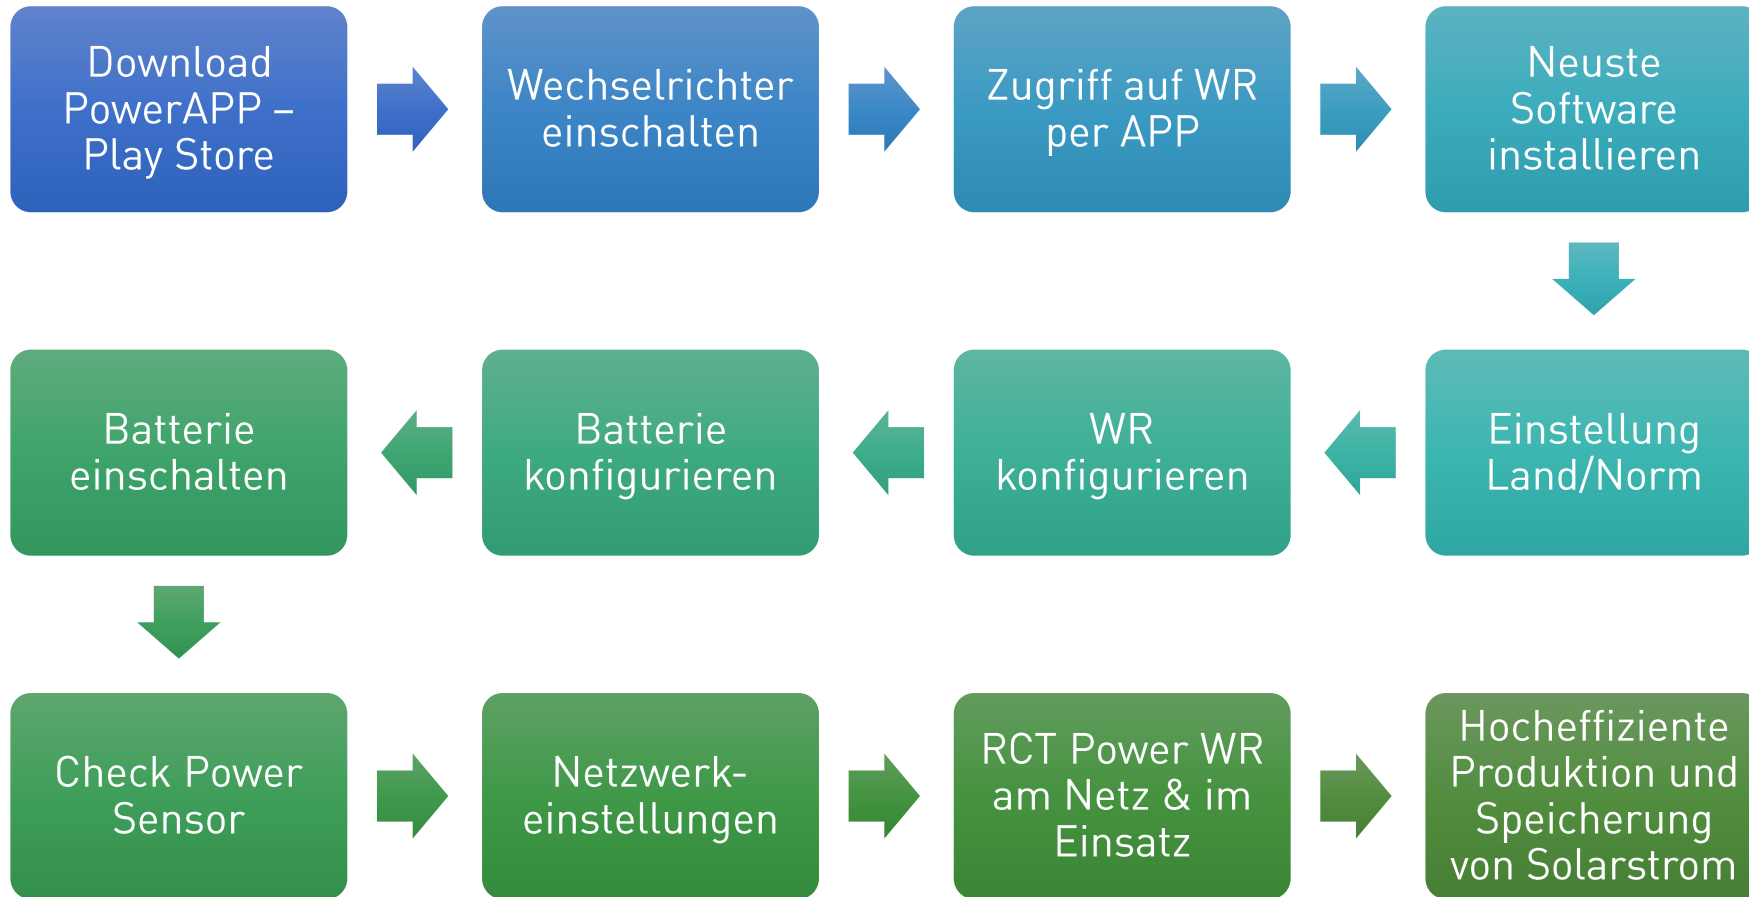 Download
PowerAPP –
Play Store
Wechselrichter
einschalten
Zugriff auf WR
per APP
Neuste
Software
installieren
Einstellung
Land/Norm
WR
konfigurieren
Batterie
konfigurieren
Batterie
einschalten
Check Power
Sensor
Netzwerk-
einstellungen
RCT Power WR
am Netz & im
Einsatz
Hocheffiziente
Produktion und
Speicherung
von Solarstrom